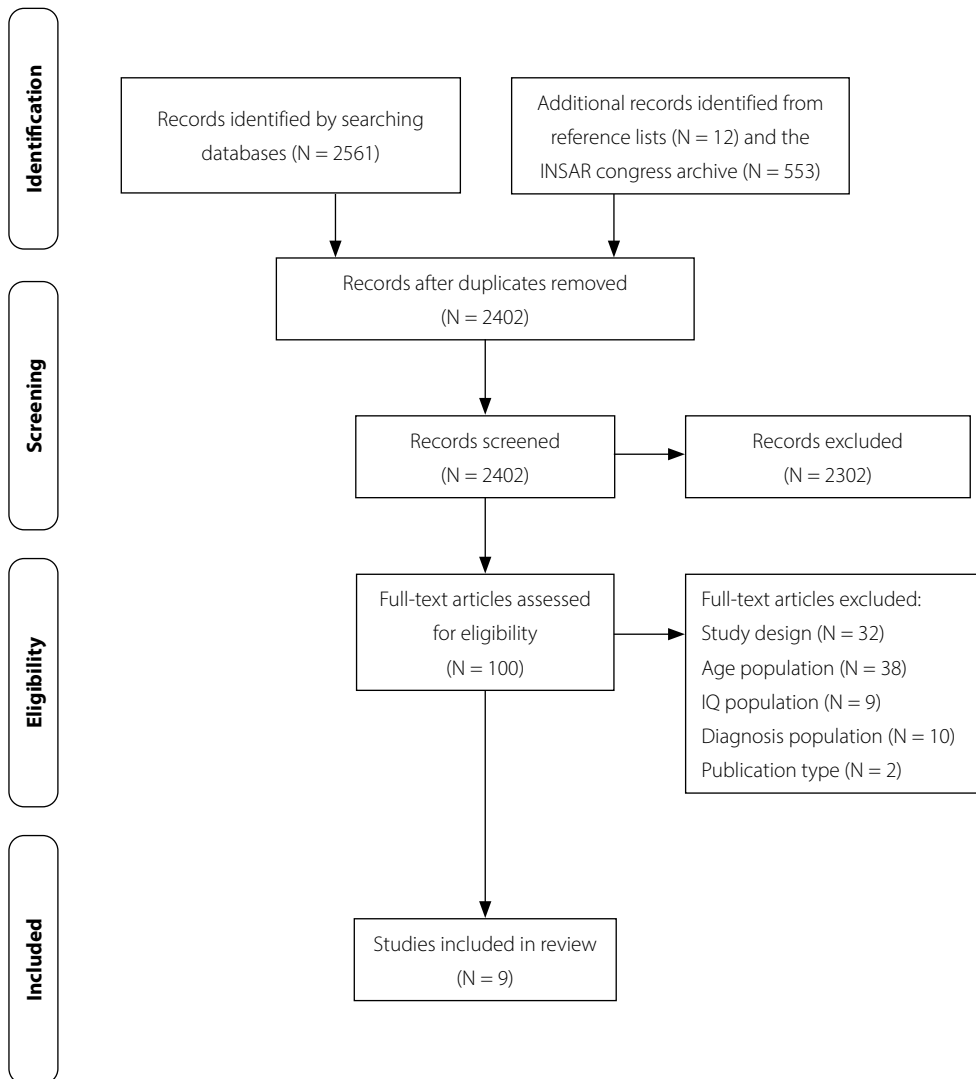 Identification
Records identified by searching
databases (N = 2561)
Additional records identified from
reference lists (N = 12) and the
INSAR congress archive (N = 553)
Records after duplicates removed
(N = 2402)
Screening
Records screened
(N = 2402)
Records excluded
(N = 2302)
Eligibility
Full-text articles assessed
for eligibility
(N = 100)
Full-text articles excluded:
Study design (N = 32)
Age population (N = 38)
IQ population (N = 9)
Diagnosis population (N = 10)
Publication type (N = 2)
Included
Studies included in review
(N = 9)